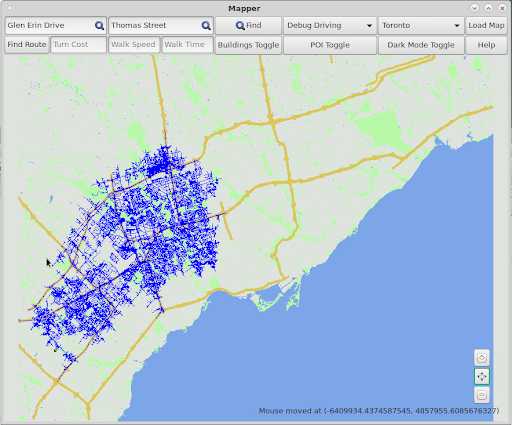 Mapper
Glen Erin Drive Thomas Street Find Debug Driving Toronto Load Map
Find Route Turn Cost Walk Speed Walk Time Buildings Toggle POI Toggle Dark Mode Toggle Help
Mouse moved at (-6409934.4374587545, 4857955.6085676327)